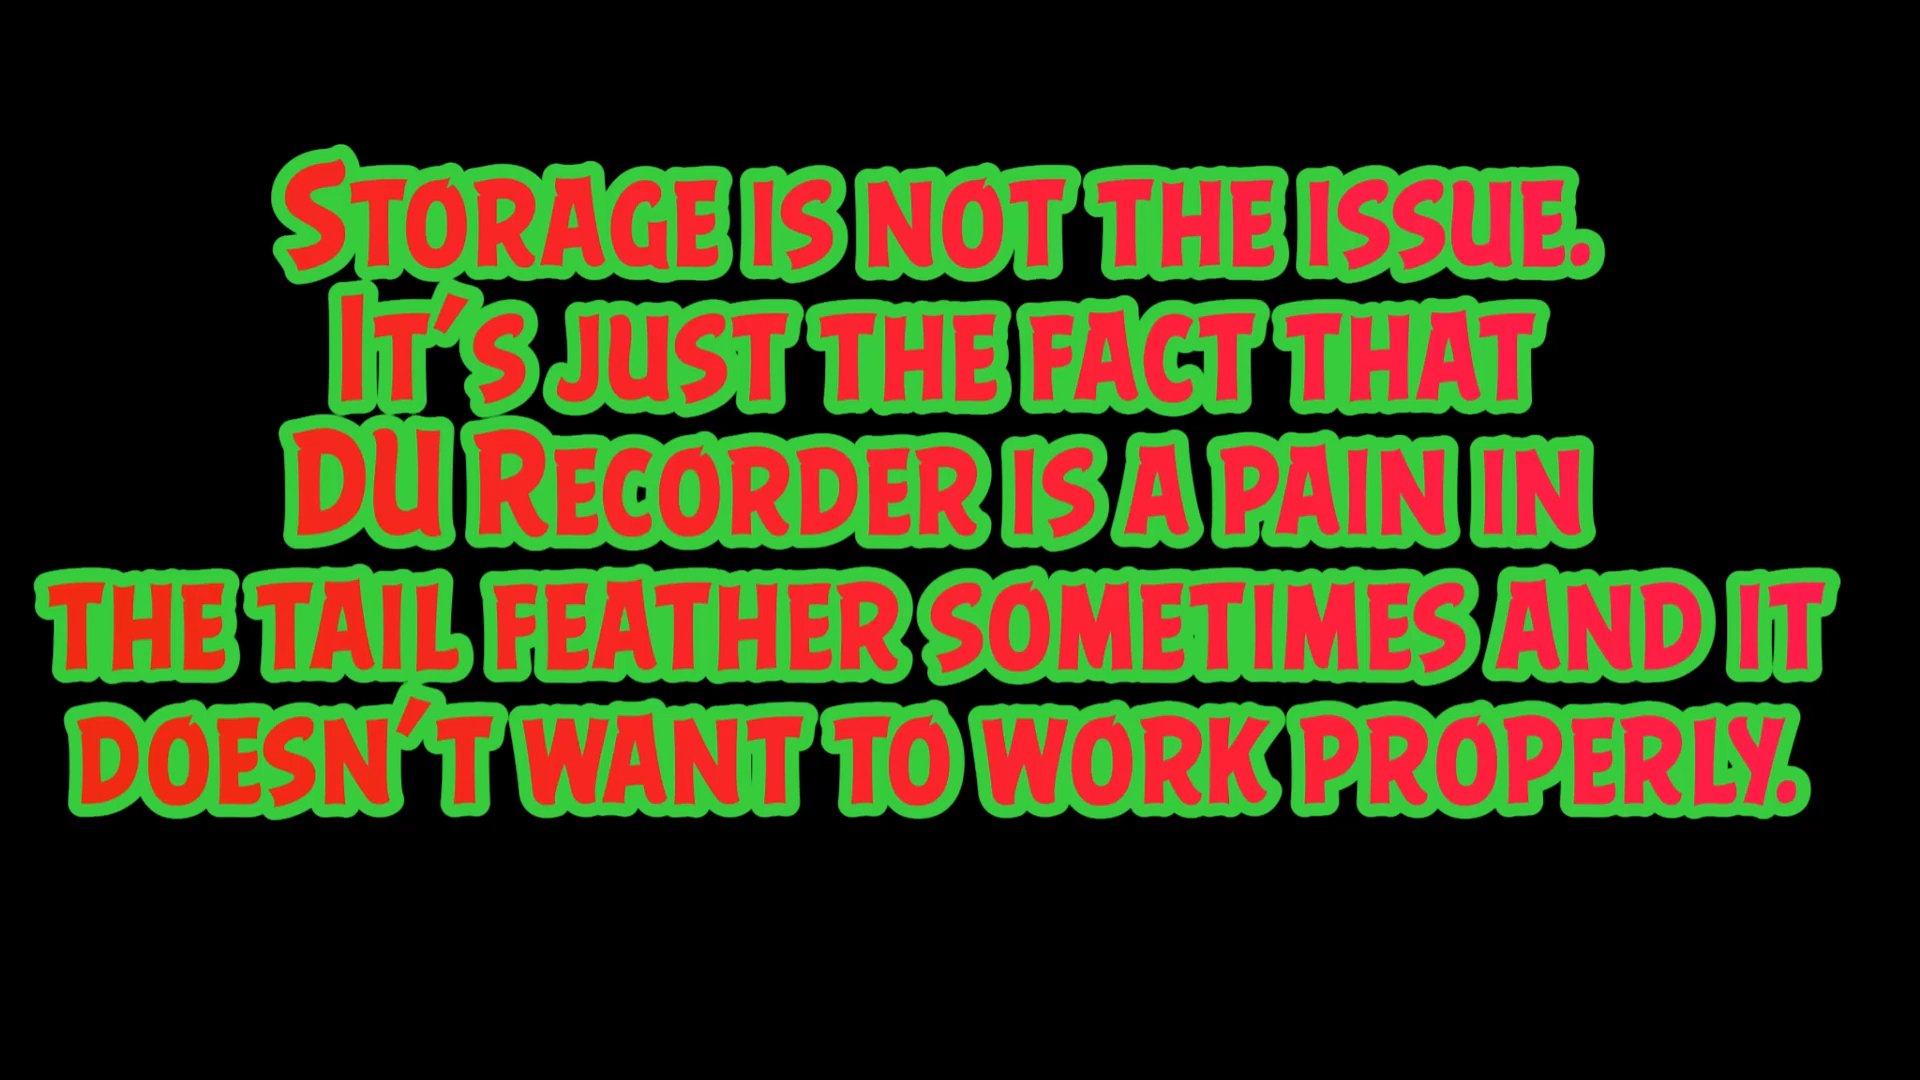 Storage is not the issue.
It's just the fact that
DU Recorder is a pain in
the tail feather sometimes and it
doesn't want to work properly.